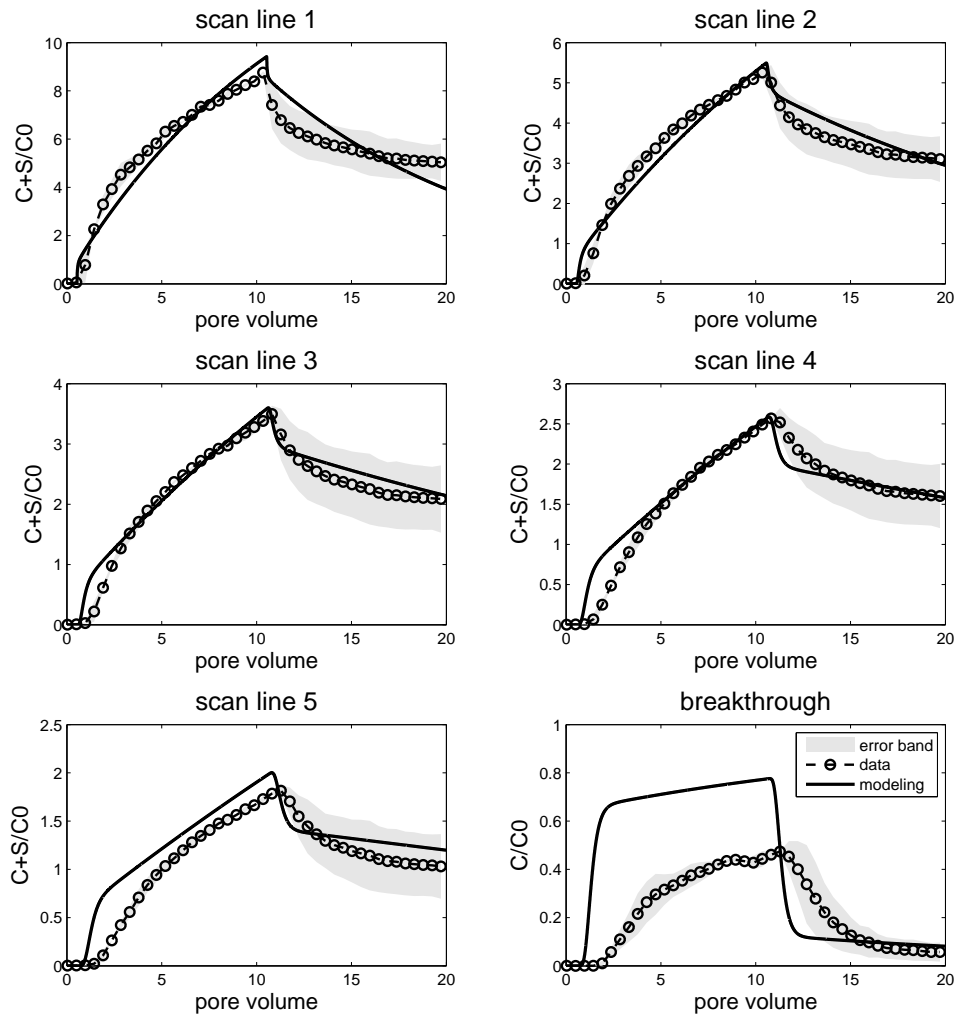 scan line 1
10
8
6
4
2
0
C+S/C0
0 5 10 15 20
pore volume
scan line 2
6
5
4
3
2
1
0
C+S/C0
0 5 10 15 20
pore volume
scan line 3
4
3
2
1
0
C+S/C0
0 5 10 15 20
pore volume
scan line 4
3
2.5
2
1.5
1
0.5
0
C+S/C0
0 5 10 15 20
pore volume
scan line 5
2.5
2
1.5
1
0.5
0
C+S/C0
0 5 10 15 20
pore volume
breakthrough
1
0.8
0.6
0.4
0.2
0
C/C0
error band
data
modeling
0 5 10 15 20
pore volume